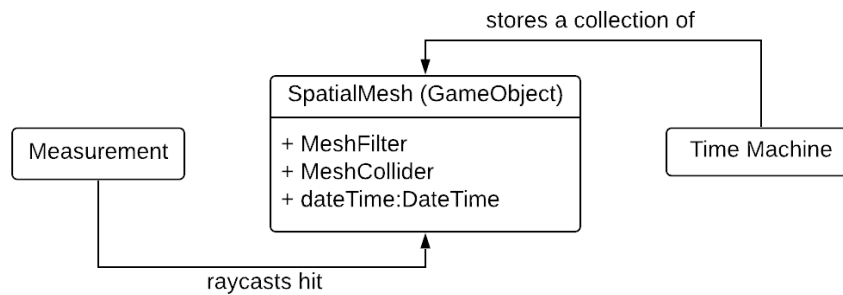 stores a collection of
SpatialMesh (GameObject)
+ MeshFilter
+ MeshCollider
+ dateTime:DateTime
Measurement
Time Machine
raycasts hit